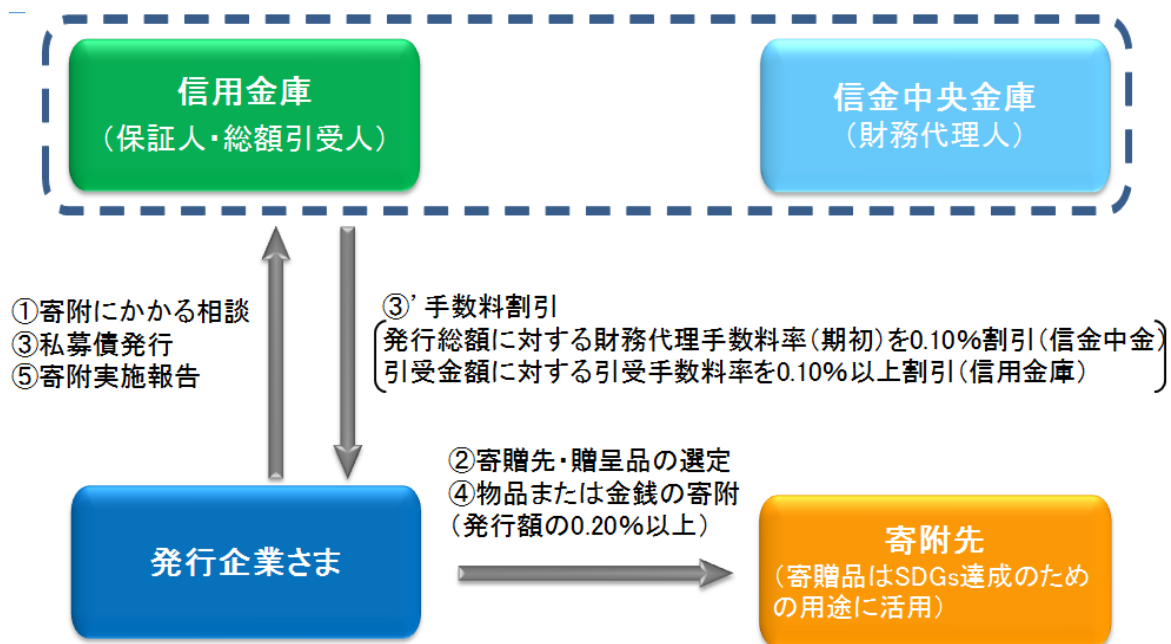 信用金庫
（保証人・総額引受人）
信金中央金庫
（財務代理人）
①寄附にかかる相談
③私募債発行
⑤寄附実施報告
③’手数料割引
発行総額に対する財務代理手数料率（期初）を0.10%割引（信金中金）
引受金額に対する引受手数料率を0.10%以上割引（信用金庫）
②寄贈先・贈呈品の選定
④物品または金銭の寄附
（発行額の0.20%以上）
発行企業さま
寄附先
（寄贈品はSDGs達成のため
の用途に活用）